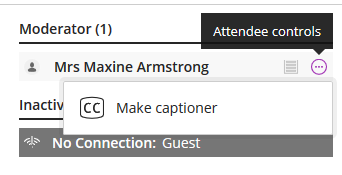 Moderator (1)
Attendee controls
Mrs Maxine Armstrong
CC Make captioner
Inactiv
No Connection: Guest